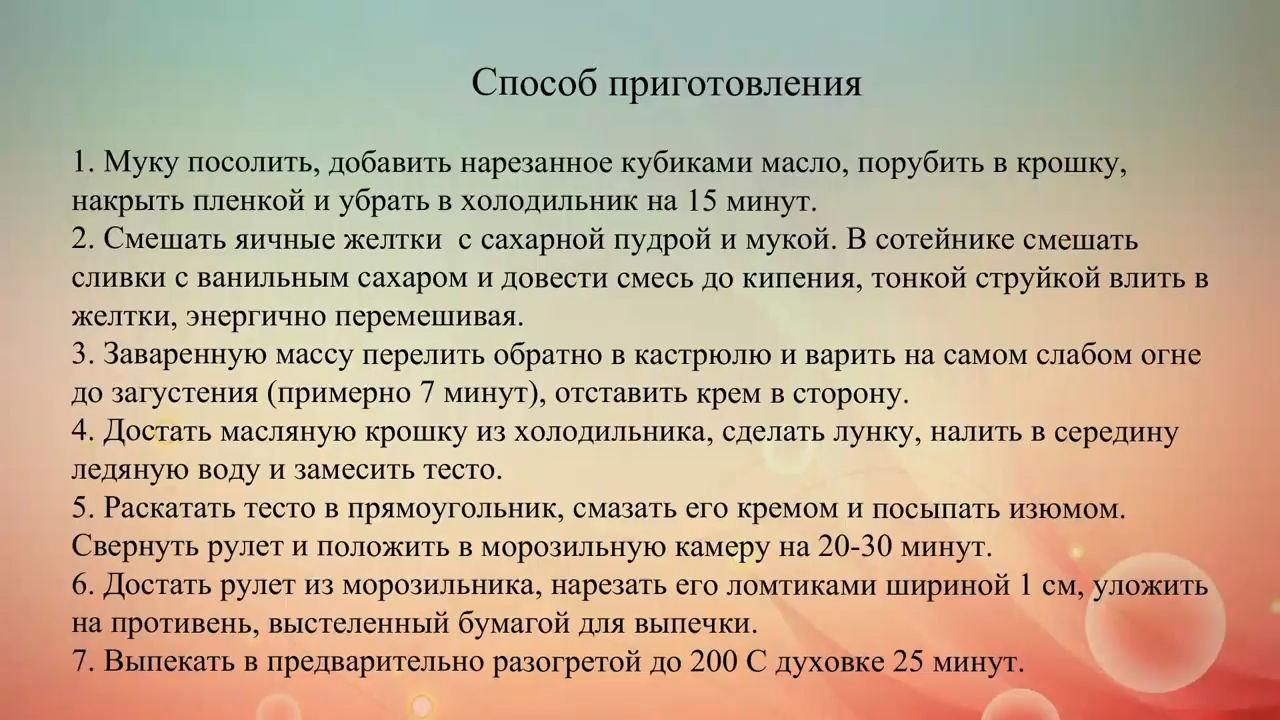 Способ приготовления
1. Муку посолить, добавить нарезанное кубиками масло, порубить в крошку,
накрыть пленкой и убрать в холодильник на 15 минут.
2. Смешать яичные желтки  с сахарной пудрой и мукой. В сотейнике смешать
сливки с ванильным сахаром и довести смесь до кипения, тонкой струйкой влить в
желтки, энергично перемешивая.
3. Заваренную массу перелить обратно в кастрюлю и варить на самом слабом огне
до загустения (примерно 7 минут), отставить крем в сторону.
4. Достать масляную крошку из холодильника, сделать лунку, налить в середину
ледяную воду и замесить тесто.
5. Раскатать тесто в прямоугольник, смазать его кремом и посыпать изюмом.
Свернуть рулет и положить в морозильную камеру на 20-30 минут.
6. Достать рулет из морозильника, нарезать его ломтиками шириной 1 см, уложить
на противень, выстеленный бумагой для выпечки.
7. Выпекать в предварительно разогретой до 200 С духовке 25 минут.